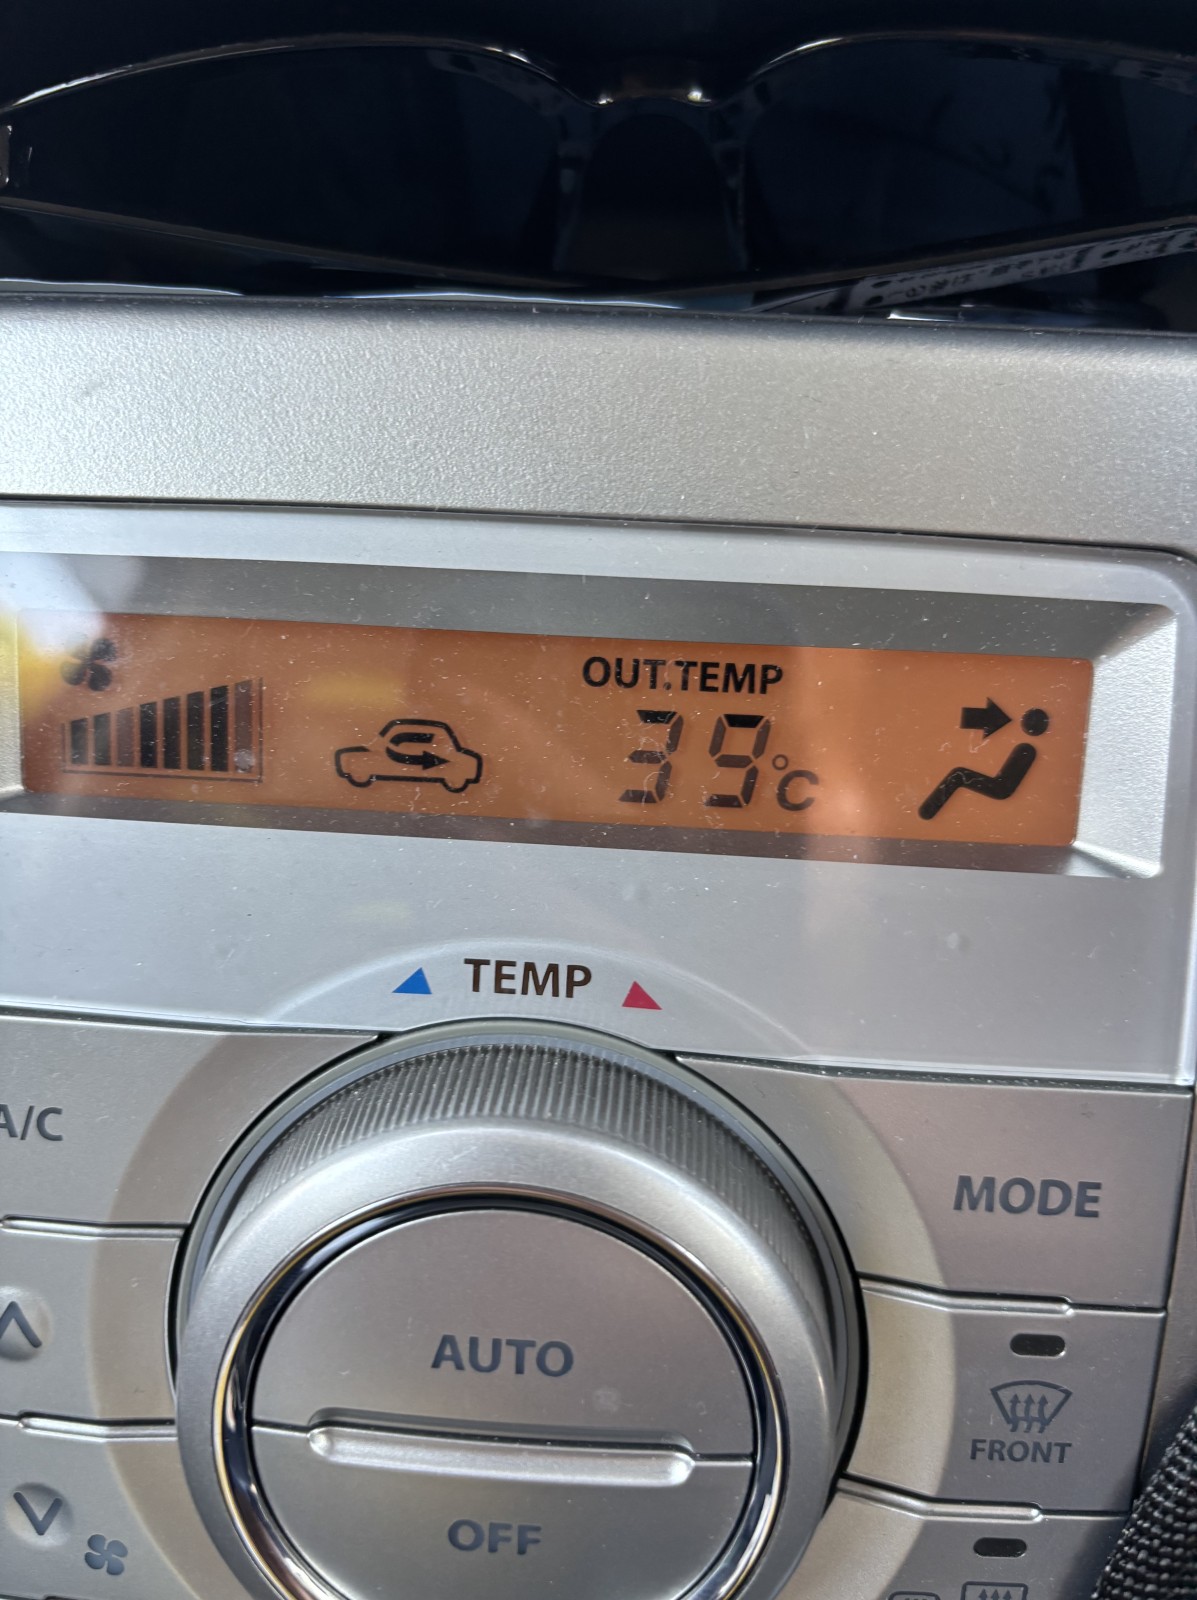 OUT.TEMP
39°C
TEMP
A/C
MODE
AUTO
FRONT
OFF